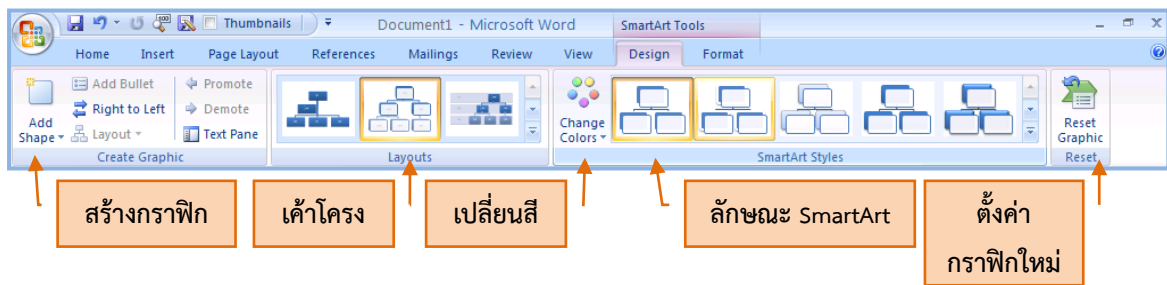 Thumbnails
Document1 - Microsoft Word
SmartArt Tools
Home Insert Page Layout References Mailings Review View Design Format
Add Shape
Add Bullet
Right to Left
Layout
Promote
Demote
Text Pane
Create Graphic
Layouts
Change Colors
SmartArt Styles
Reset Graphic
Reset
สร้างกราฟิก
เค้าโครง
เปลี่ยนสี
ลักษณะ SmartArt
ตั้งค่า
กราฟิกใหม่